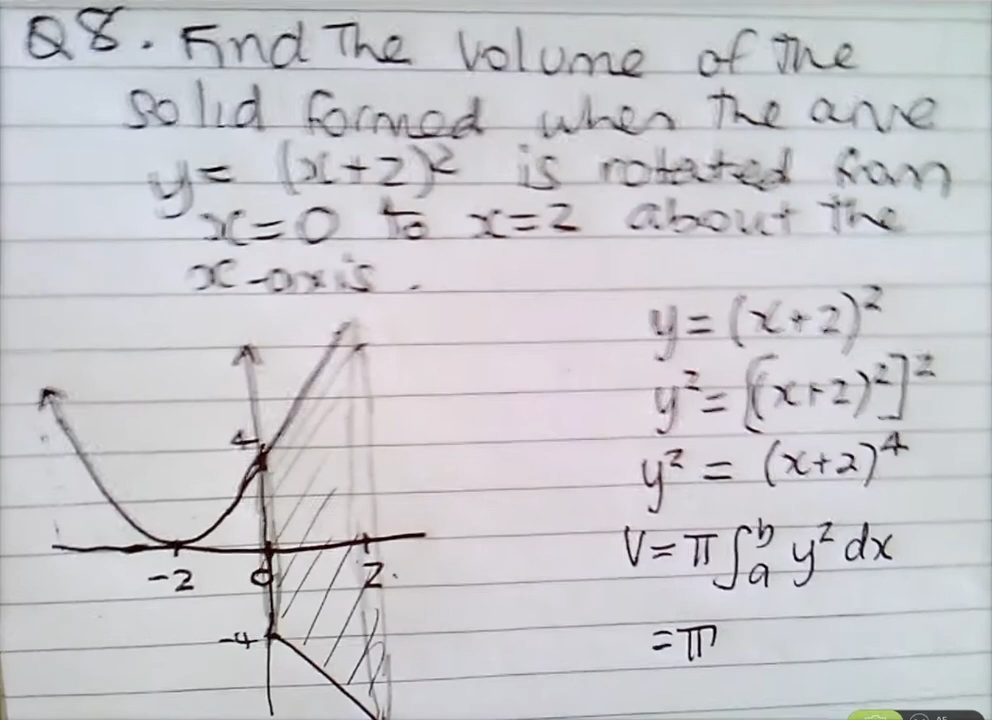 Q8. Find The volume of the
solid formed when the curve
y = (x+2)² is rotated from
x=0 to x=2 about the
x-axis.
y = (x+2)²
y² = [(x+2)²]²
y² = (x+2)⁴
V = π∫ₐᵇ y² dx
= π
4
-2 0 2.
-4